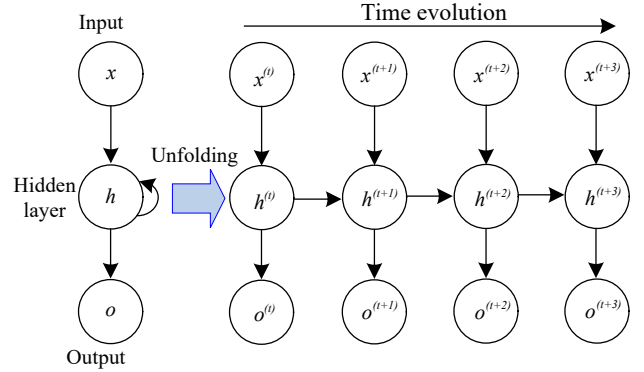 Input
Time evolution
x
x^{(t)}
x^{(t+1)}
x^{(t+2)}
x^{(t+3)}
Unfolding
Hidden
layer
h
h^{(t)}
h^{(t+1)}
h^{(t+2)}
h^{(t+3)}
o
o^{(t)}
o^{(t+1)}
o^{(t+2)}
o^{(t+3)}
Output